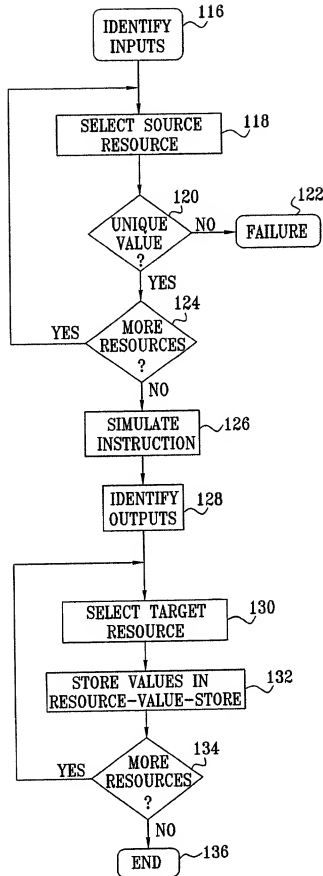 116
IDENTIFY
INPUTS
SELECT SOURCE
RESOURCE
118
120
UNIQUE
VALUE
?
NO
122
FAILURE
YES
124
YES
MORE
RESOURCES
?
NO
SIMULATE
INSTRUCTION
126
IDENTIFY
OUTPUTS
128
SELECT TARGET
RESOURCE
130
STORE VALUES IN
RESOURCE-VALUE-STORE
132
134
YES
MORE
RESOURCES
?
NO
END
136